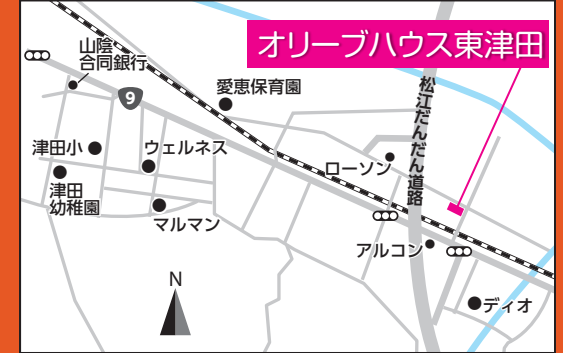 オリーブハウス東津田
山陰
合同銀行
9
愛恵保育園
松江だんだん道路
津田小
ウェルネス
ローソン
津田
幼稚園
マルマン
アルコン
N
ディオ